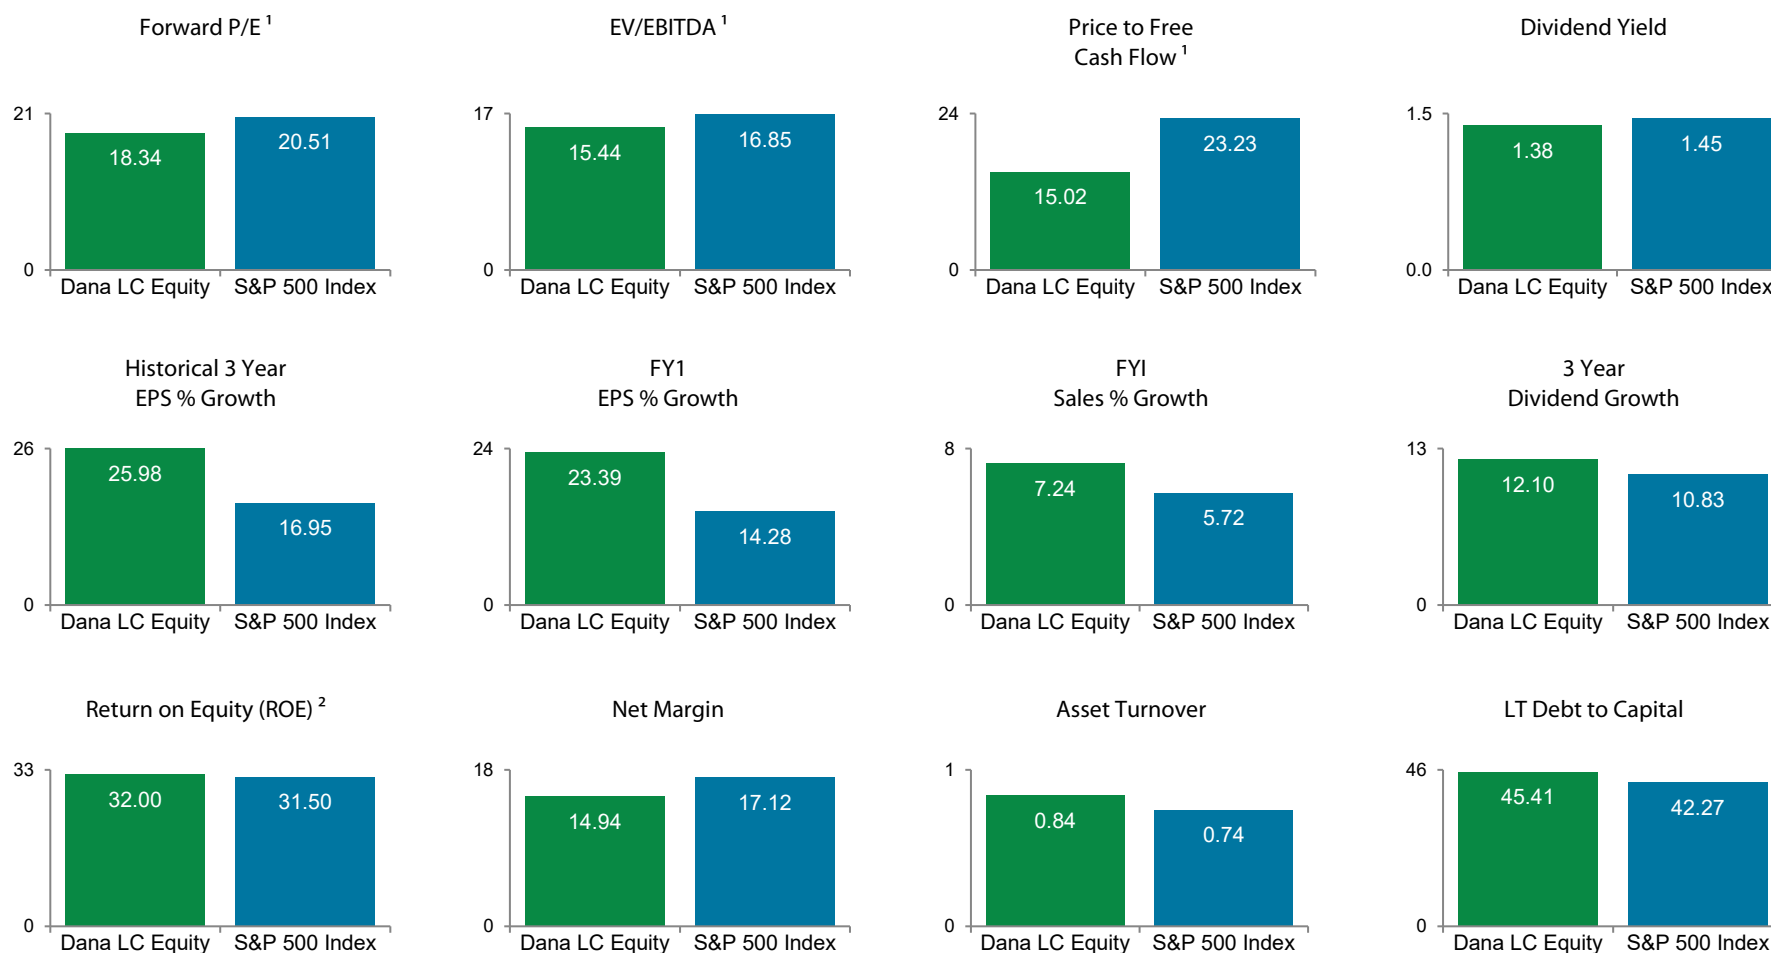 Forward P/E ¹
21
18.34
20.51
0
Dana LC Equity
S&P 500 Index
EV/EBITDA ¹
17
15.44
16.85
0
Dana LC Equity
S&P 500 Index
Price to Free
Cash Flow ¹
24
15.02
23.23
0
Dana LC Equity
S&P 500 Index
Dividend Yield
1.5
1.38
1.45
0.0
Dana LC Equity
S&P 500 Index
Historical 3 Year
EPS % Growth
26
25.98
16.95
0
Dana LC Equity
S&P 500 Index
FY1
EPS % Growth
24
23.39
14.28
0
Dana LC Equity
S&P 500 Index
FYI
Sales % Growth
8
7.24
5.72
0
Dana LC Equity
S&P 500 Index
3 Year
Dividend Growth
13
12.10
10.83
0
Dana LC Equity
S&P 500 Index
Return on Equity (ROE) ²
33
32.00
31.50
0
Dana LC Equity
S&P 500 Index
Net Margin
18
14.94
17.12
0
Dana LC Equity
S&P 500 Index
Asset Turnover
1
0.84
0.74
0
Dana LC Equity
S&P 500 Index
LT Debt to Capital
46
45.41
42.27
0
Dana LC Equity
S&P 500 Index